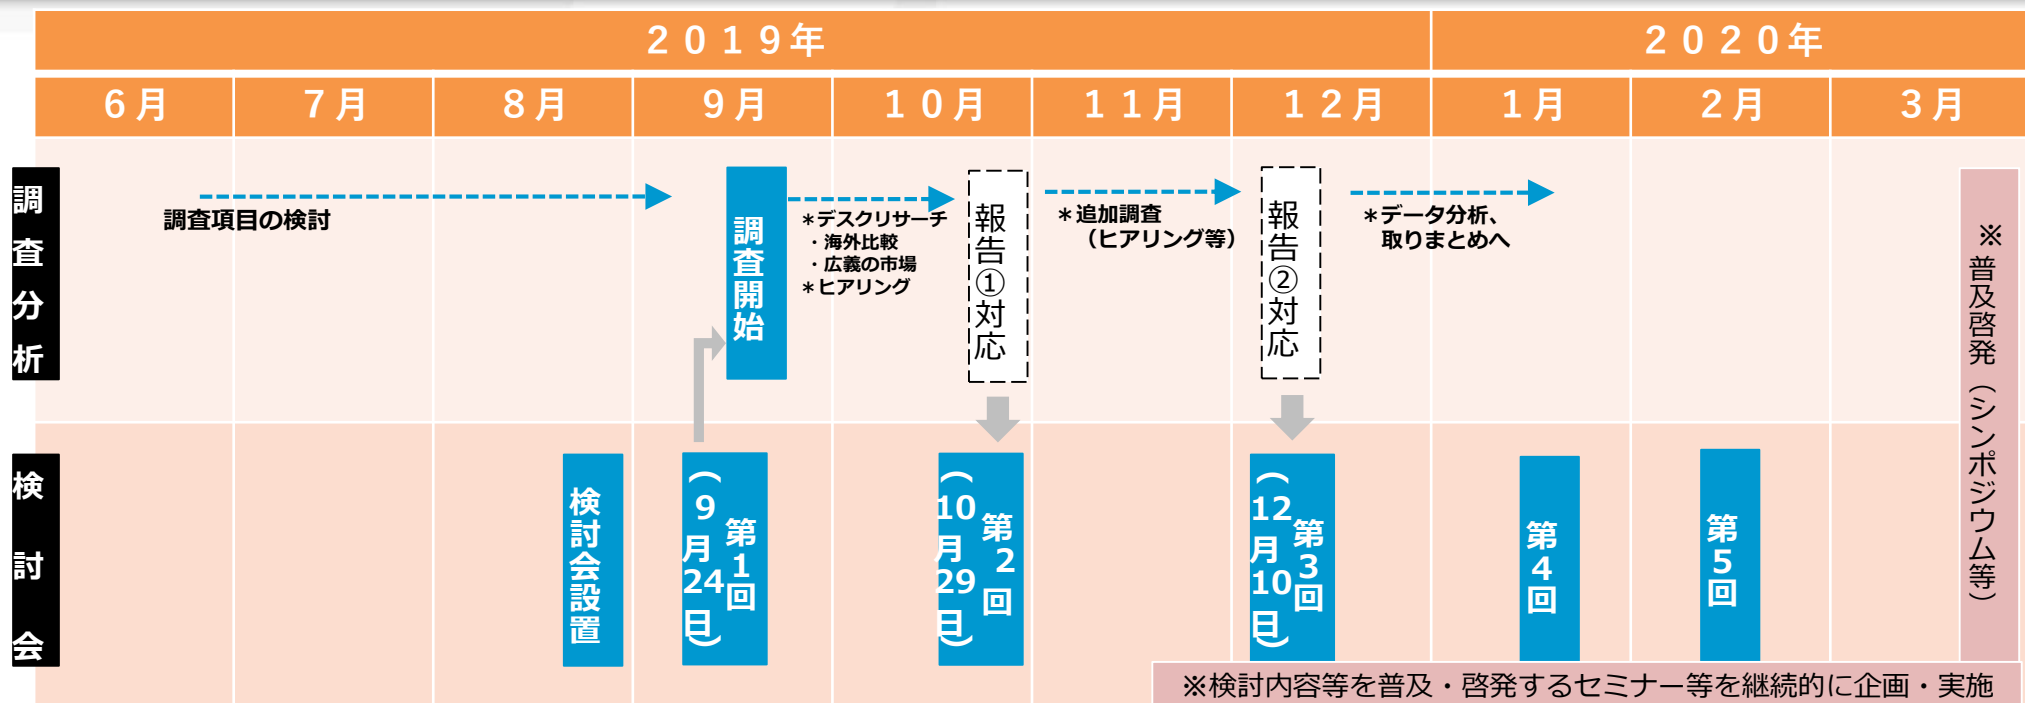 ２０１９年
２０２０年
６月
７月
８月
９月
１０月
１１月
１２月
１月
２月
３月
調査分析
調査項目の検討
調査開始
＊デスクリサーチ
・海外比較
・広義の市場
＊ヒアリング
報告①対応
＊追加調査
（ヒアリング等）
報告②対応
＊データ分析、
取りまとめへ
※普及啓発（シンポジウム等）
検討会
検討会設置
第1回
（9月24日）
第2回
（10月29日）
第3回
（12月10日）
第4回
第5回
※検討内容等を普及・啓発するセミナー等を継続的に企画・実施